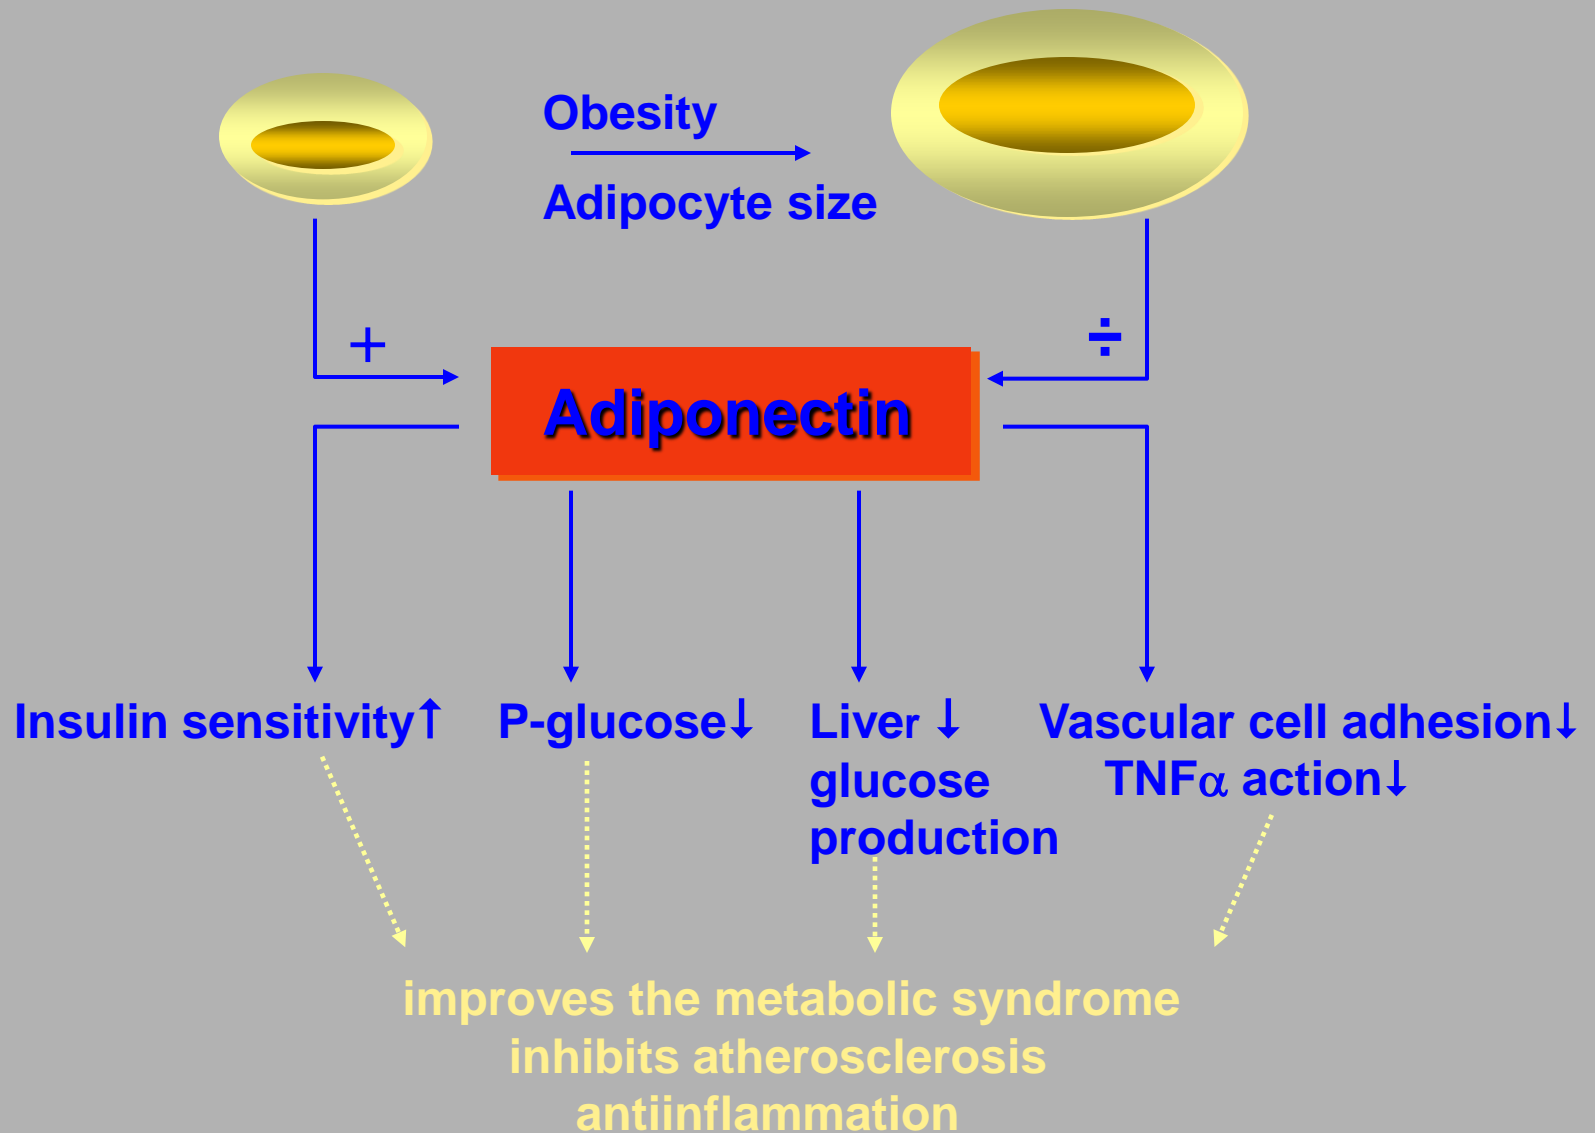 Obesity
Adipocyte size
+
÷
Adiponectin
Insulin sensitivity↑
P-glucose↓
Liver ↓
glucose
production
Vascular cell adhesion↓
TNFα action↓
improves the metabolic syndrome
inhibits atherosclerosis
antiinflammation